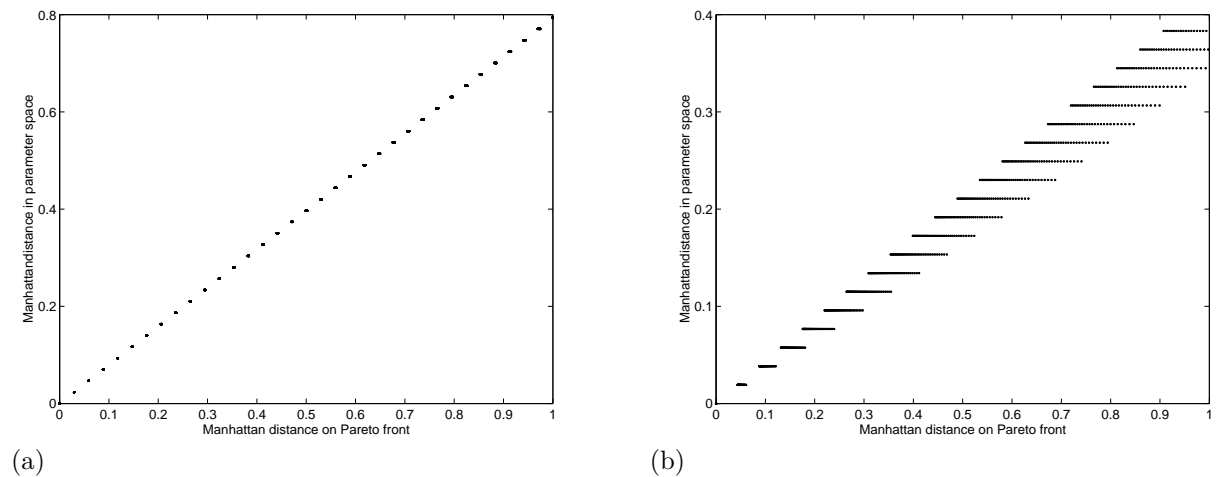 0.8
0.6
0.4
0.2
0
0 0.1 0.2 0.3 0.4 0.5 0.6 0.7 0.8 0.9 1
Manhattan distance on Pareto front
Manhattandistance in parameter space
(a)
0.4
0.3
0.2
0.1
0
0 0.1 0.2 0.3 0.4 0.5 0.6 0.7 0.8 0.9 1
Manhattan distance on Pareto front
Manhattandistance in parameter space
(b)